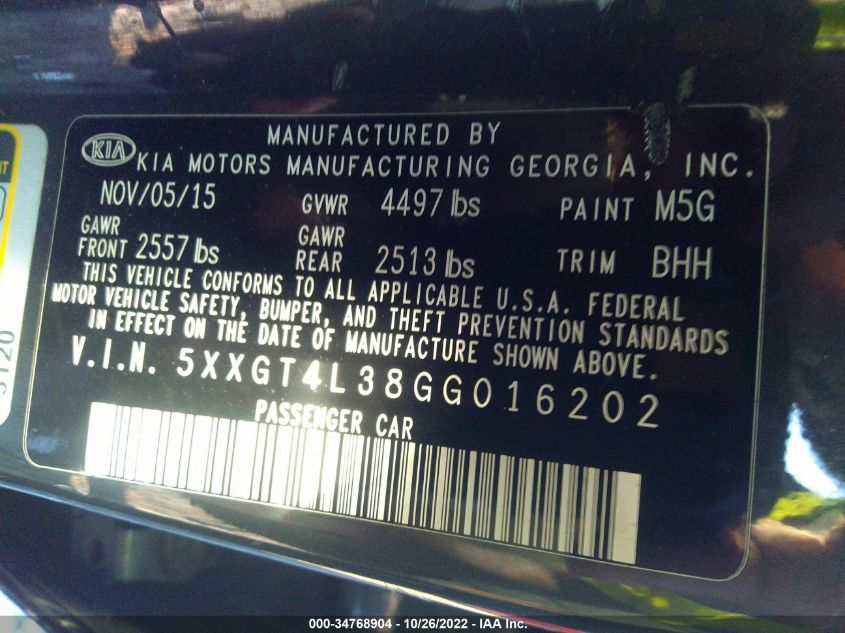 MANUFACTURED BY
KIA KIA MOTORS MANUFACTURING GEORGIA, INC.
NOV/05/15 GVWR 4497 lbs PAINT M5G
GAWR FRONT 2557 lbs GAWR REAR 2513 lbs TRIM BHH
THIS VEHICLE CONFORMS TO ALL APPLICABLE U.S.A. FEDERAL
MOTOR VEHICLE SAFETY, BUMPER, AND THEFT PREVENTION STANDARDS
IN EFFECT ON THE DATE OF MANUFACTURE SHOWN ABOVE.
V.I.N. 5XXGT4L38GG016202
PASSENGER CAR
000-34768904 - 10/26/2022 - IAA Inc.